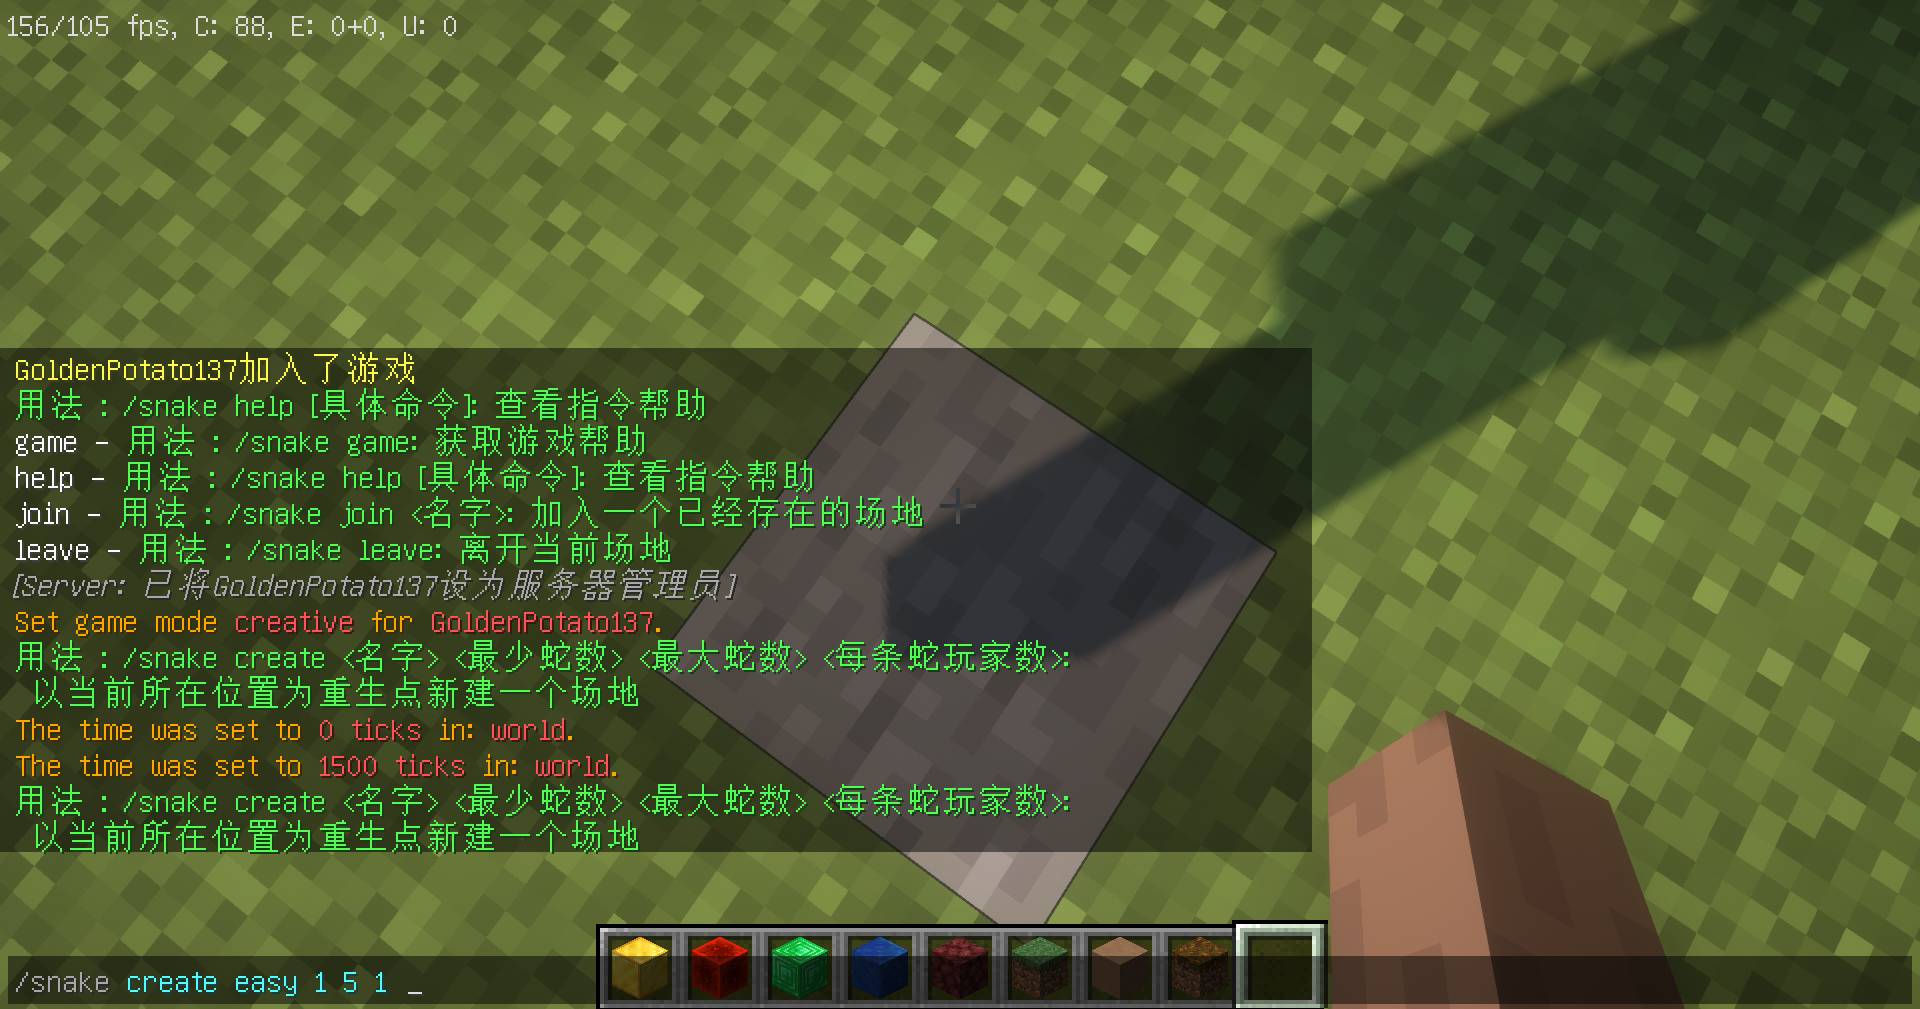 156/105 fps, C: 88, E: 0+0, U: 0
GoldenPotato137加入了游戏
用法：/snake help [具体命令]: 查看指令帮助
game - 用法：/snake game: 获取游戏帮助
help - 用法：/snake help [具体命令]: 查看指令帮助
join - 用法：/snake join <名字>: 加入一个已经存在的场地
leave - 用法：/snake leave: 离开当前场地
[Server: 已将GoldenPotato137设为服务器管理员]
Set game mode creative for GoldenPotato137.
用法：/snake create <名字> <最少蛇数> <最大蛇数> <每条蛇玩家数>:
以当前所在位置为重生点新建一个场地
The time was set to 0 ticks in: world.
The time was set to 1500 ticks in: world.
用法：/snake create <名字> <最少蛇数> <最大蛇数> <每条蛇玩家数>:
以当前所在位置为重生点新建一个场地
/snake create easy 1 5 1 _